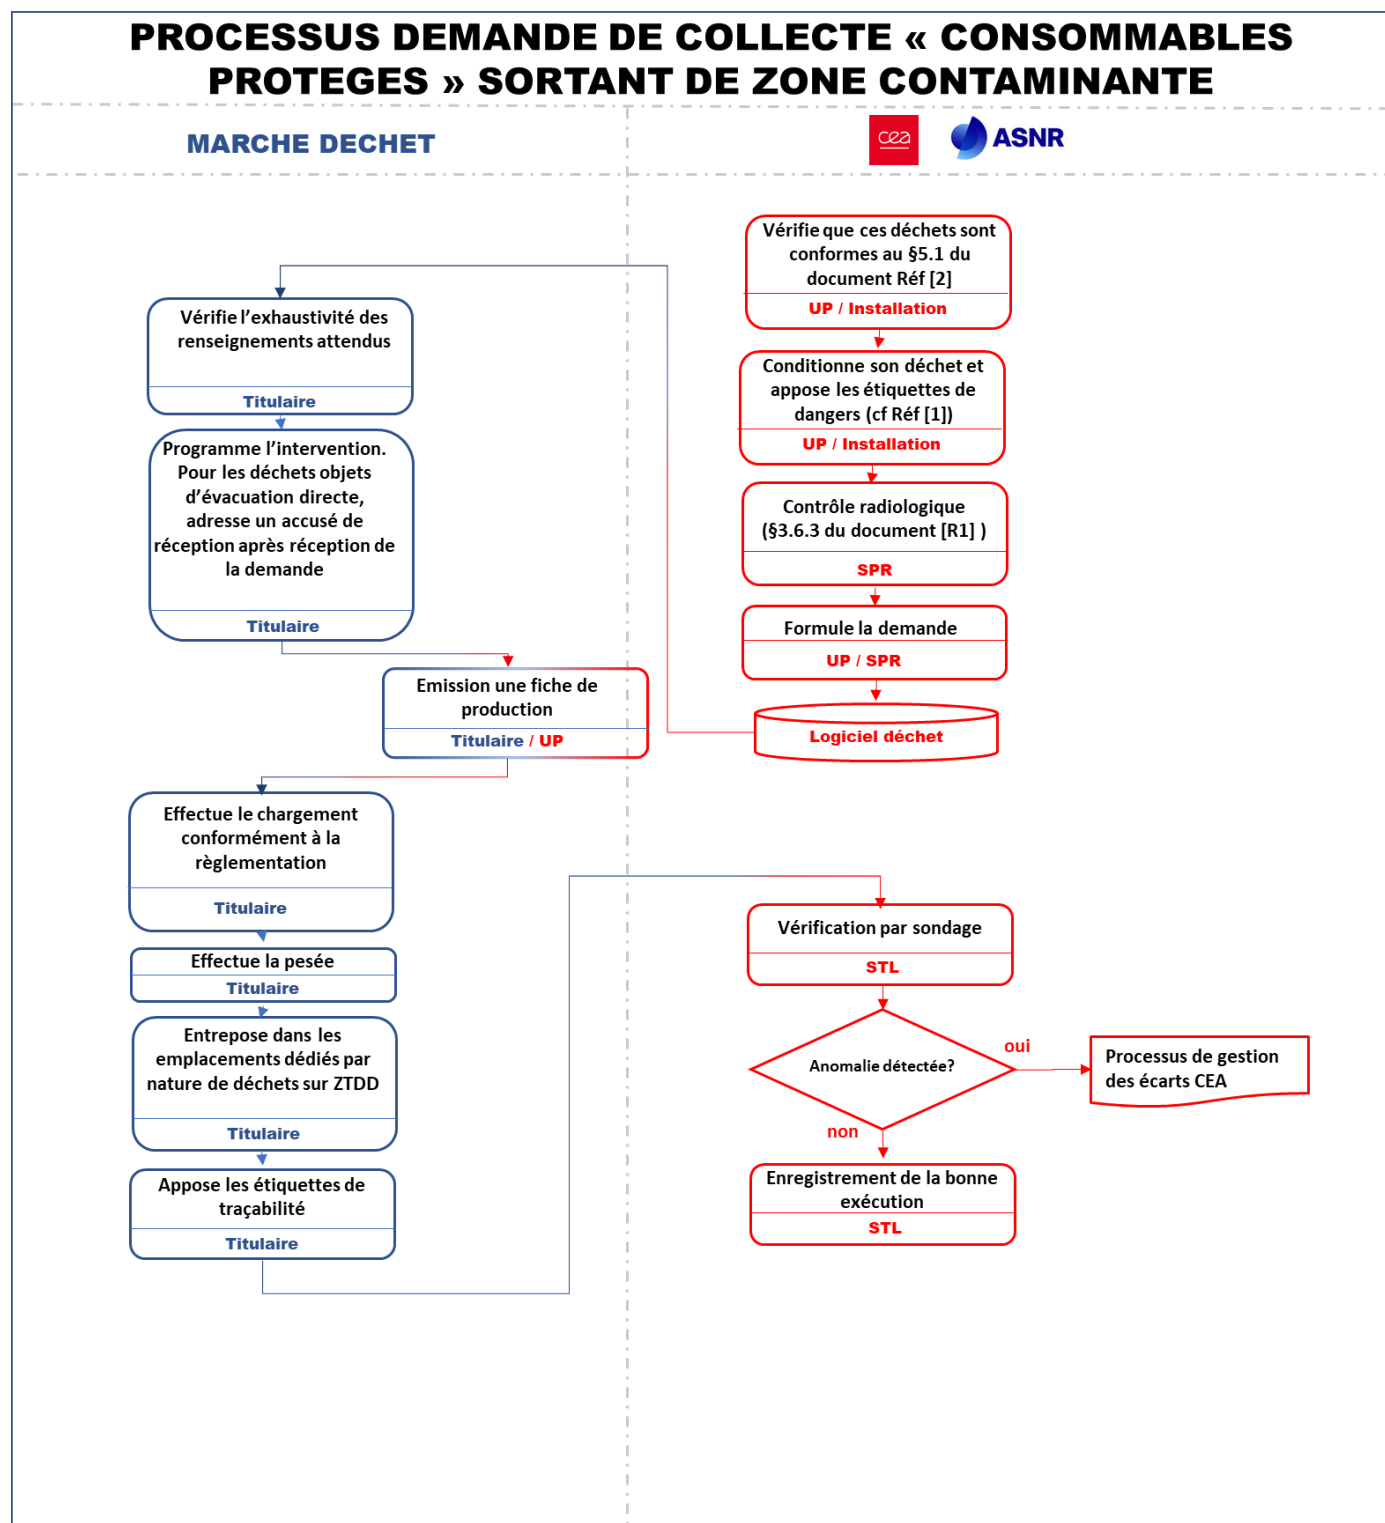 PROCESSUS DEMANDE DE COLLECTE « CONSOMMABLES
PROTEGES » SORTANT DE ZONE CONTAMINANTE
MARCHE DECHET
cea
ASNR
Vérifie que ces déchets sont
conformes au §5.1 du
document Réf [2]
UP / Installation
Conditionne son déchet et
appose les étiquettes de
dangers (cf Réf [1])
UP / Installation
Contrôle radiologique
(§3.6.3 du document [R1] )
SPR
Formule la demande
UP / SPR
Logiciel déchet
Vérifie l’exhaustivité des
renseignements attendus
Titulaire
Programme l’intervention.
Pour les déchets objets
d’évacuation directe,
adresse un accusé de
réception après réception de
la demande
Titulaire
Emission une fiche de
production
Titulaire / UP
Effectue le chargement
conformément à la
règlementation
Titulaire
Effectue la pesée
Titulaire
Entrepose dans les
emplacements dédiés par
nature de déchets sur ZTDD
Titulaire
Appose les étiquettes de
traçabilité
Titulaire
Vérification par sondage
STL
Anomalie détectée?
oui
Processus de gestion
des écarts CEA
non
Enregistrement de la bonne
exécution
STL